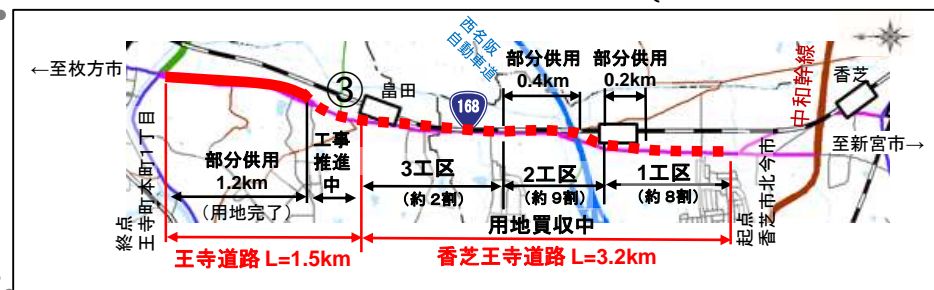 ←至枚方市
西名阪
自動車道
部分供用
0.4km
部分供用
0.2km
中和幹線
香芝
③
畠田
168
至新宮市→
終点
王寺町本町1丁目
部分供用
1.2km
(用地完了)
工事
推進
中
3工区
(約2割)
2工区
(約9割)
1工区
(約8割)
用地買収中
起点
香芝市北今市
王寺道路 L=1.5km
香芝王寺道路 L=3.2km